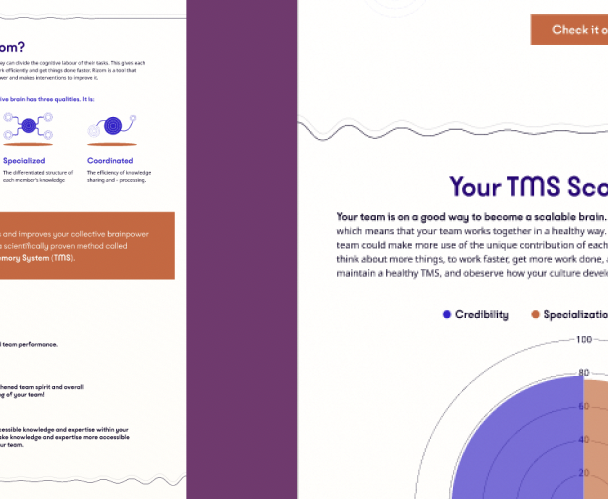 om?
ey can divide the cognitive labour of their tasks. This gives each
rk efficiently and get things done faster. Rizom is a tool that
ower and makes interventions to improve it.
ive brain has three qualities. It is:
Specialized
The differentiated structure of
each member's knowledge
Coordinated
The efficiency of knowledge
sharing and - processing.
s and improves your collective brainpower
a scientifically proven method called
emory System (TMS).
l team performance.
thened team spirit and overall
ng of your team!
ccessible knowledge and expertise within your
ake knowledge and expertise more accessible
ur team.
Check it o
Your TMS Sco
Your team is on a good way to become a scalable brain.
which means that your team works together in a healthy way.
team could make more use of the unique contribution of each
think about more things, to work faster, get more work done, a
maintain a healthy TMS, and obeserve how your culture develo
Credibility
Specializatio
100
80
60
40
20